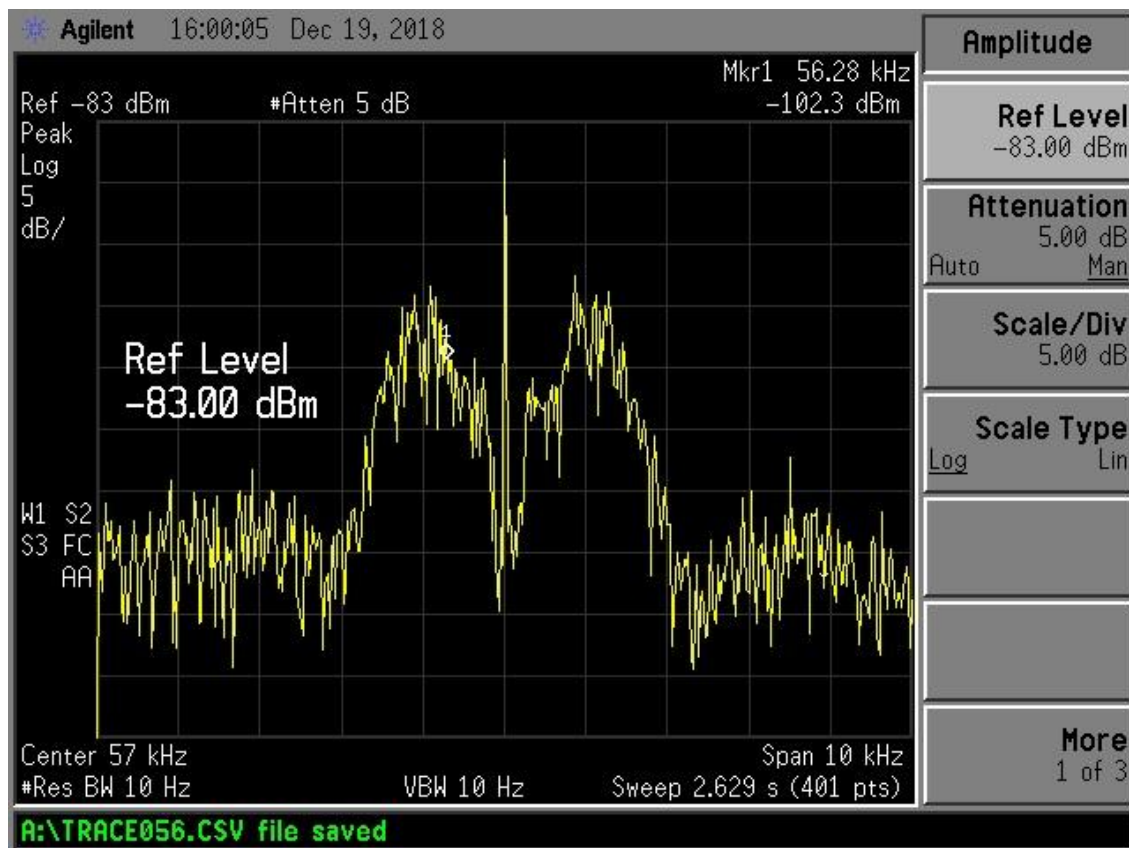 Agilent 16:00:05 Dec 19, 2018
Mkr1 56.28 kHz
Ref -83 dBm #Atten 5 dB -102.3 dBm
Peak
Log
5
dB/
1
Ref Level
-83.00 dBm
W1 S2
S3 FC
AA
Center 57 kHz Span 10 kHz
#Res BW 10 Hz VBW 10 Hz Sweep 2.629 s (401 pts)
A:\TRACE056.CSV file saved
Amplitude
Ref Level
-83.00 dBm
Attenuation
5.00 dB
Auto Man
Scale/Div
5.00 dB
Scale Type
Log Lin
More
1 of 3